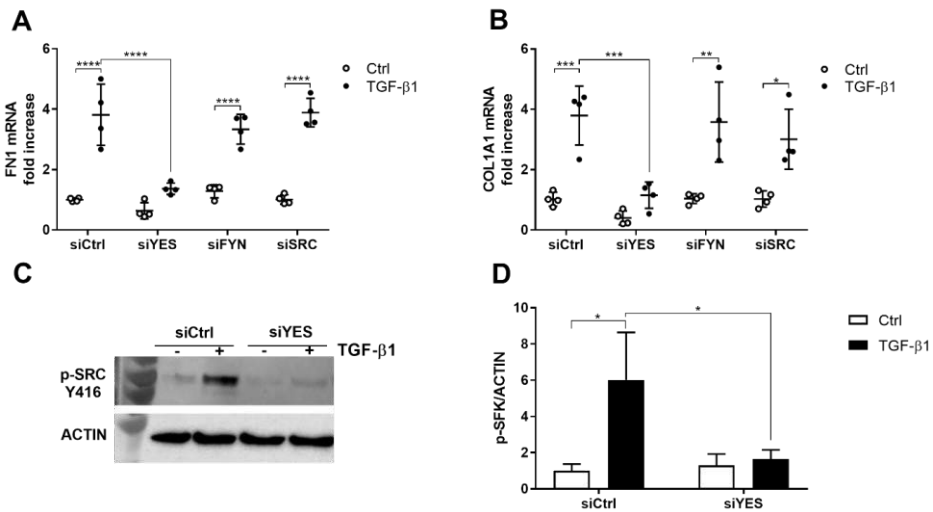 A
FN1 mRNA
fold increase
6
4
2
0
****
****
****
****
Ctrl
TGF-β1
siCtrl
siYES
siFYN
siSRC
B
COL1A1 mRNA
fold increase
6
4
2
0
***
***
**
*
Ctrl
TGF-β1
siCtrl
siYES
siFYN
siSRC
C
siCtrl
siYES
- + - + TGF-β1
p-SRC
Y416
ACTIN
D
p-SFK/ACTIN
10
8
6
4
2
0
*
*
Ctrl
TGF-β1
siCtrl
siYES